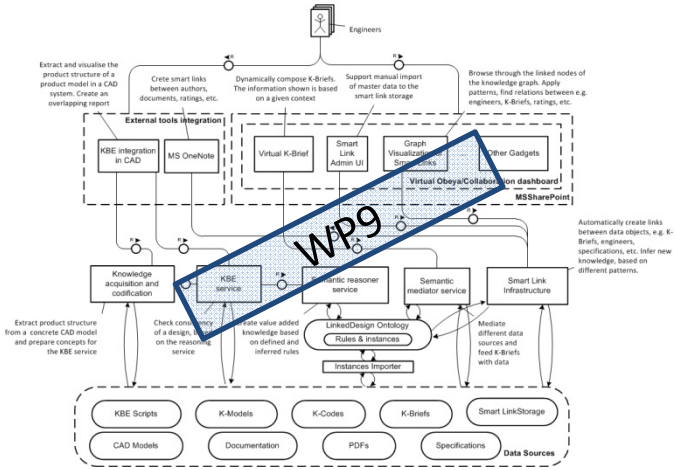 Engineers
R
Extract and visualise the
product structure of a
product model in a CAD
system. Create an
overlapping report
Crete smart links
between authors,
documents, ratings, etc.
Dynamically compose K-Briefs.
The information shown is based
on a given context
Support manual import
of master data to the
smart link storage
R
Browse through the linked nodes of
the knowledge graph. Apply
patterns, find relations between e.g.
engineers, K-Briefs, ratings, etc.
External tools integration
KBE integration
in CAD
MS OneNote
Virtual K-Brief
Smart
Link
Admin UI
Graph
Visualization for
Smart Links
Other Gadgets
Virtual Obeya/Collaboration dashboard
MSSharePoint
WP9
R
R
R
R
R
R
Automatically create links
between data objects, e.g. K-
Briefs, engineers,
specifications, etc. Infer new
knowledge, based on
different patterns.
Knowledge
acquisition and
codification
KBE
service
Semantic reasoner
service
Semantic
mediator service
Smart Link
Infrastructure
Extract product structure
from a concrete CAD model
and prepare concepts for
the KBE service
Check consistency
of a design, based
on the reasoning
service
Create value added
knowledge based
on defined and
inferred rules
LinkedDesign Ontology
Rules & instances
Instances Importer
Mediate
different data
sources and
feed K-Briefs
with data
KBE Scripts
K-Models
K-Codes
K-Briefs
Smart LinkStorage
CAD Models
Documentation
PDFs
Specifications
Data Sources